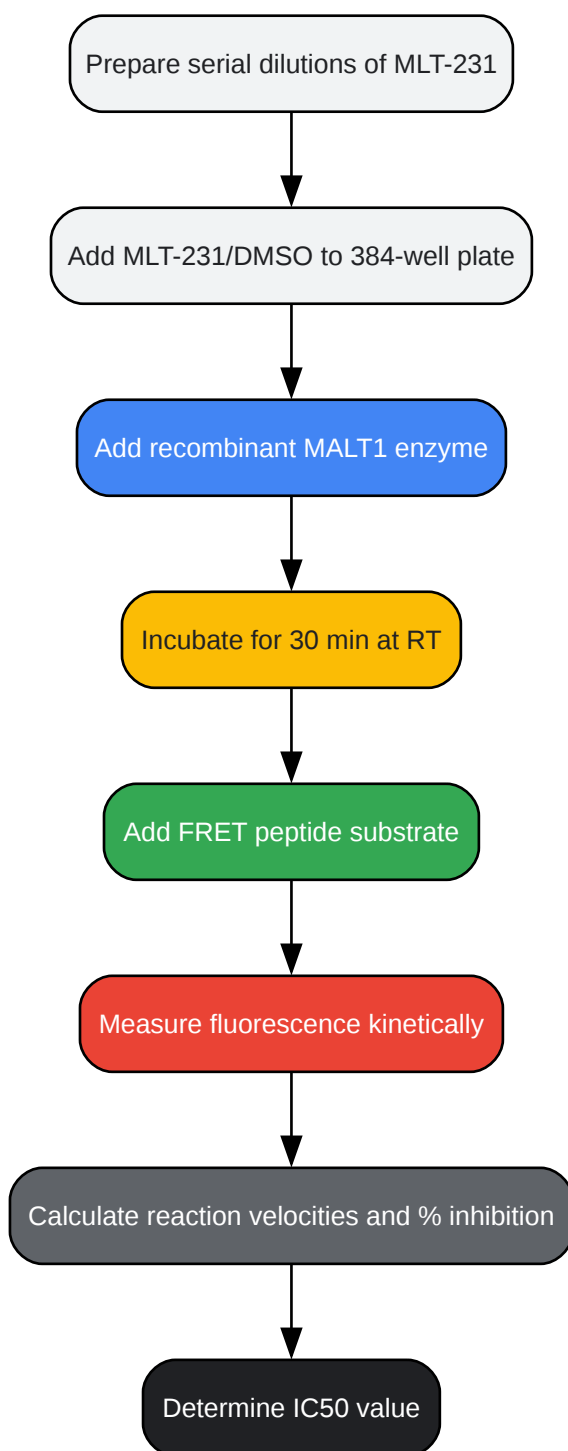 Prepare serial dilutions of MLT-231
Add MLT-231/DMSO to 384-well plate
Add recombinant MALT1 enzyme
Incubate for 30 min at RT
Add FRET peptide substrate
Measure fluorescence kinetically
Calculate reaction velocities and % inhibition
Determine IC50 value